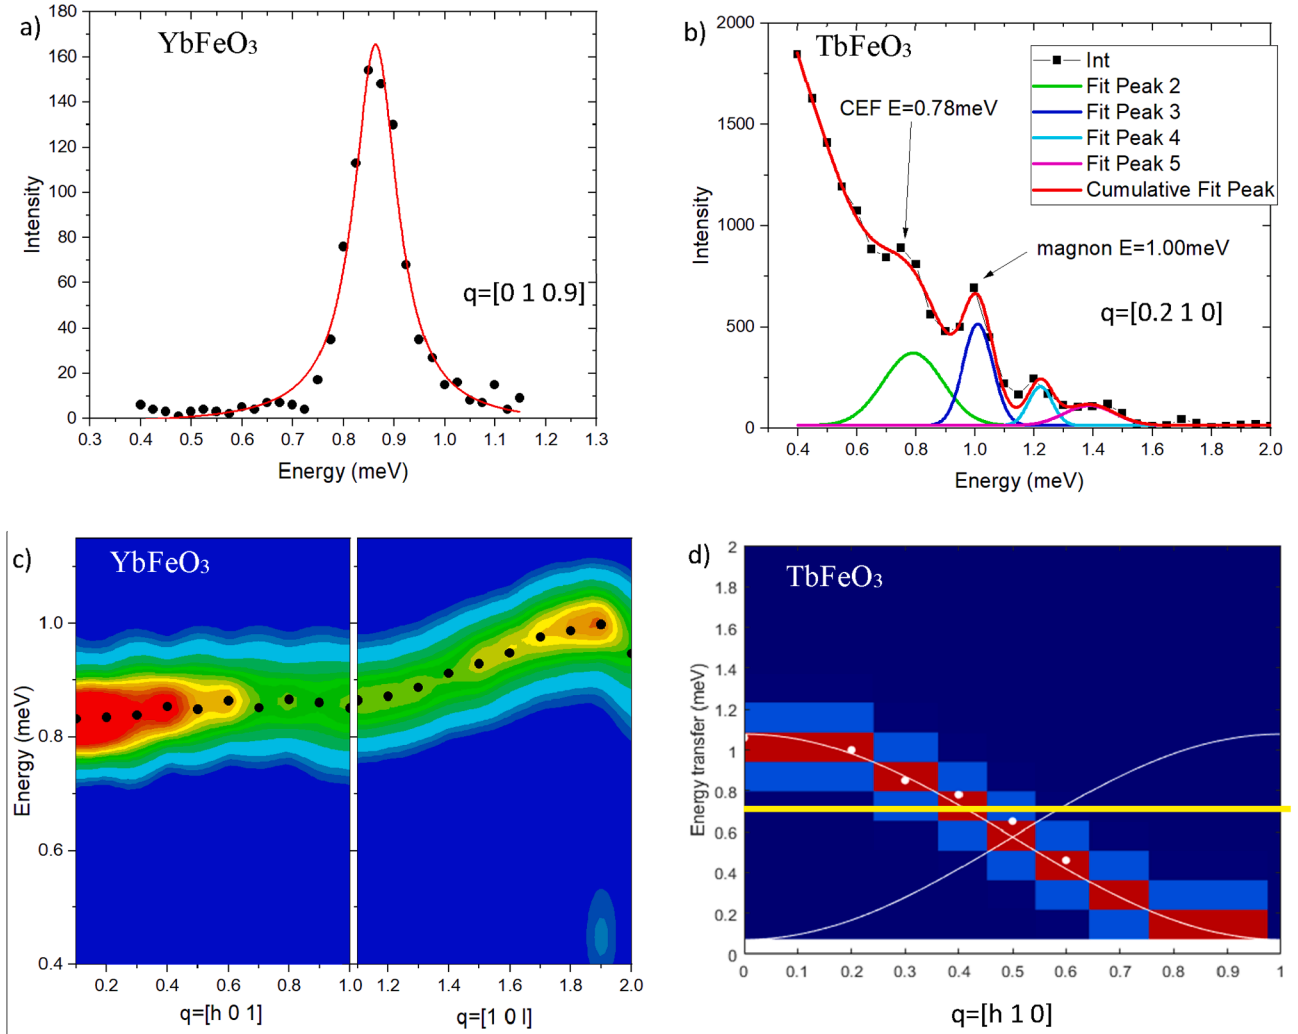 a)
YbFeO3
180
160
140
120
100
80
60
40
20
0
Intensity
q=[0 1 0.9]
0.3 0.4 0.5 0.6 0.7 0.8 0.9 1.0 1.1 1.2 1.3
Energy (meV)
b)
TbFeO3
2000
1500
1000
500
0
Intensity
Int
Fit Peak 2
Fit Peak 3
Fit Peak 4
Fit Peak 5
Cumulative Fit Peak
CEF E=0.78meV
magnon E=1.00meV
q=[0.2 1 0]
0.4 0.6 0.8 1.0 1.2 1.4 1.6 1.8 2.0
Energy (meV)
c)
YbFeO3
1.0
0.8
0.6
0.4
Energy (meV)
0.2 0.4 0.6 0.8 1.0 1.2 1.4 1.6 1.8 2.0
q=[h 0 1]
q=[1 0 l]
d)
TbFeO3
2
1.8
1.6
1.4
1.2
1
0.8
0.6
0.4
0.2
0
Energy transfer (meV)
0 0.1 0.2 0.3 0.4 0.5 0.6 0.7 0.8 0.9 1
q=[h 1 0]